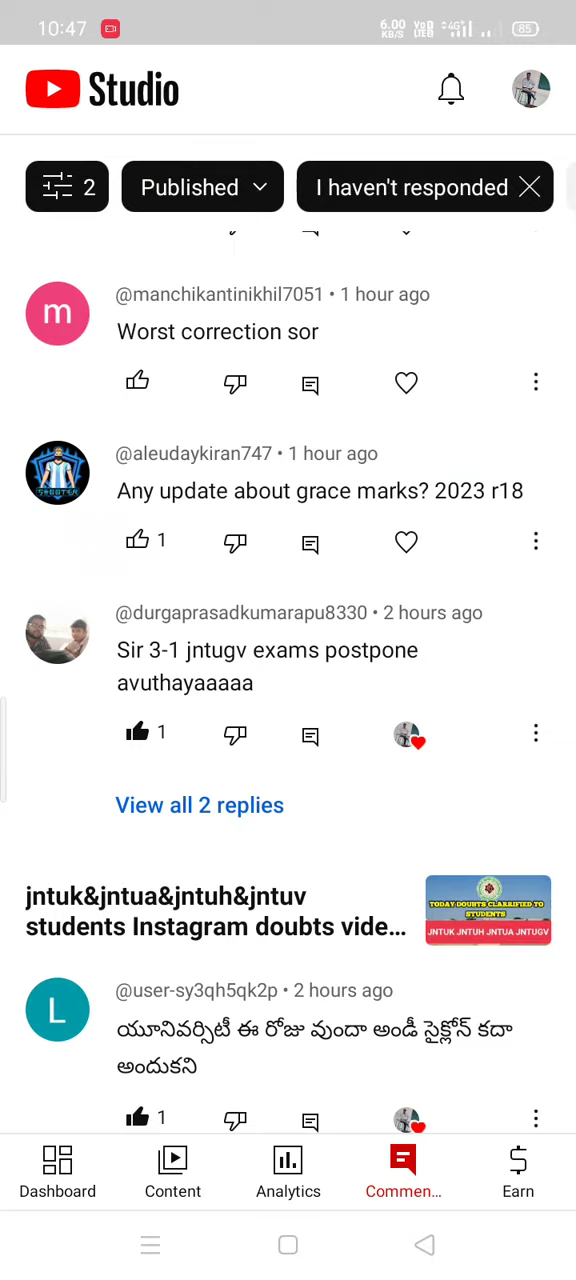 10:47
6.00 KB/S VoD LTE 4G 85
Studio
2
Published
I haven't responded
m
@manchikantinikhil7051 • 1 hour ago
Worst correction sor
@aleudaykiran747 • 1 hour ago
Any update about grace marks? 2023 r18
1
@durgaprasadkumarapu8330 • 2 hours ago
Sir 3-1 jntugv exams postpone
avuthayaaaaa
1
View all 2 replies
jntuk&jntua&jntuh&jntuv
students Instagram doubts vide...
TODAY DOUBTS CLARRIFIED TO
STUDENTS
JNTUK JNTUH JNTUA JNTUGV
L
@user-sy3qh5qk2p • 2 hours ago
యూనివర్సిటీ ఈ రోజు వుందా అండీ సైక్లోన్ కదా
అందుకని
1
Dashboard
Content
Analytics
Commen...
Earn